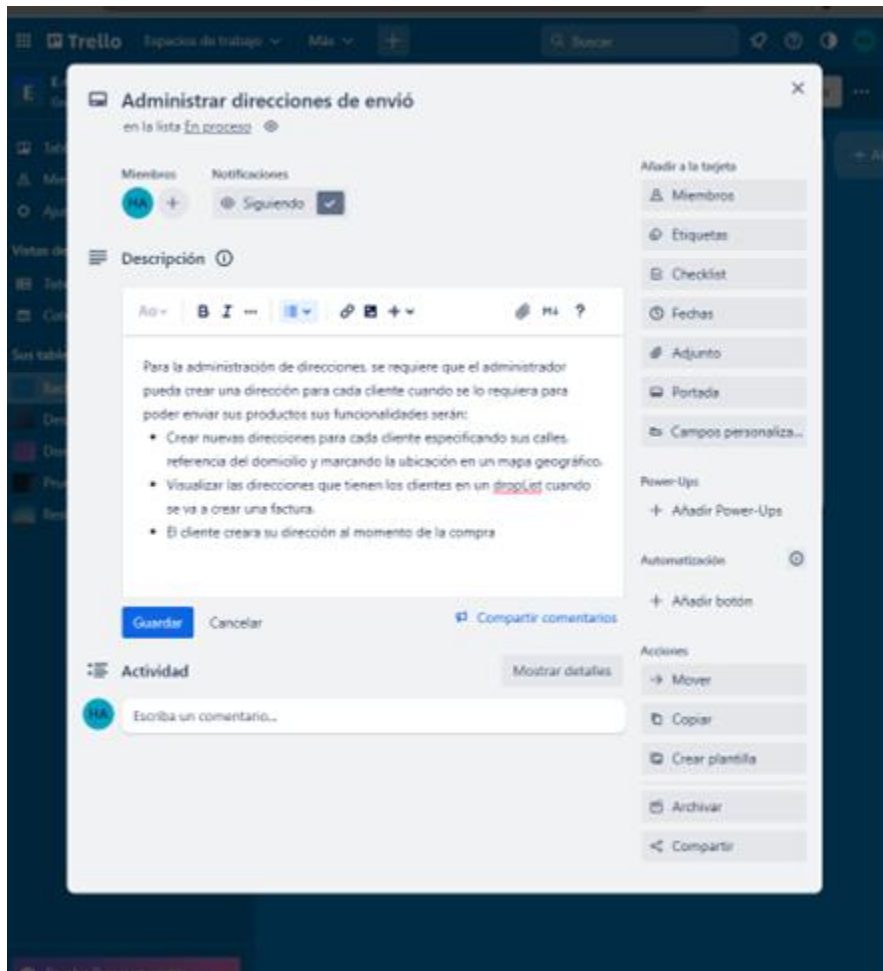 Trello Espacios de trabajo Más Buscar
E
Administrar direcciones de envió
en la lista En proceso
Miembros Notificaciones
HA Siguiendo
Descripción
Para la administración de direcciones, se requiere que el administrador
pueda crear una dirección para cada cliente cuando se lo requiera para
poder enviar sus productos sus funcionalidades serán:
Crear nuevas direcciones para cada cliente especificando sus calles,
referencia del domicilio y marcando la ubicación en un mapa geográfico.
Visualizar las direcciones que tienen los clientes en un dropList cuando
se va a crear una factura.
El cliente creara su dirección al momento de la compra
Guardar Cancelar Compartir comentarios
Actividad Mostrar detalles
HA Escriba un comentario...
Añadir a la tarjeta
Miembros
Etiquetas
Checklist
Fechas
Adjunto
Portada
Campos personaliza...
Power-Ups
+ Añadir Power-Ups
Automatización
+ Añadir botón
Acciones
Mover
Copiar
Crear plantilla
Archivar
Compartir